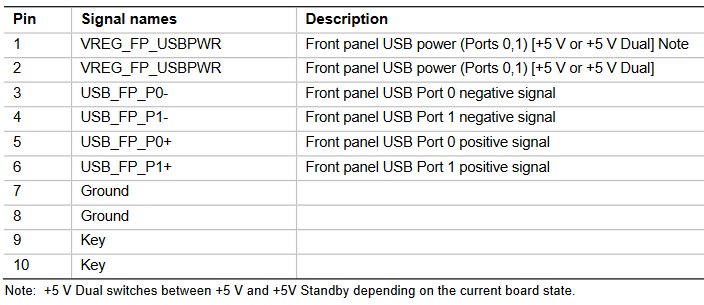 Pin Signal names Description
1 VREG_FP_USBPWR Front panel USB power (Ports 0,1) [+5 V or +5 V Dual] Note
2 VREG_FP_USBPWR Front panel USB power (Ports 0,1) [+5 V or +5 V Dual]
3 USB_FP_P0- Front panel USB Port 0 negative signal
4 USB_FP_P1- Front panel USB Port 1 negative signal
5 USB_FP_P0+ Front panel USB Port 0 positive signal
6 USB_FP_P1+ Front panel USB Port 1 positive signal
7 Ground
8 Ground
9 Key
10 Key
Note: +5 V Dual switches between +5 V and +5V Standby depending on the current board state.